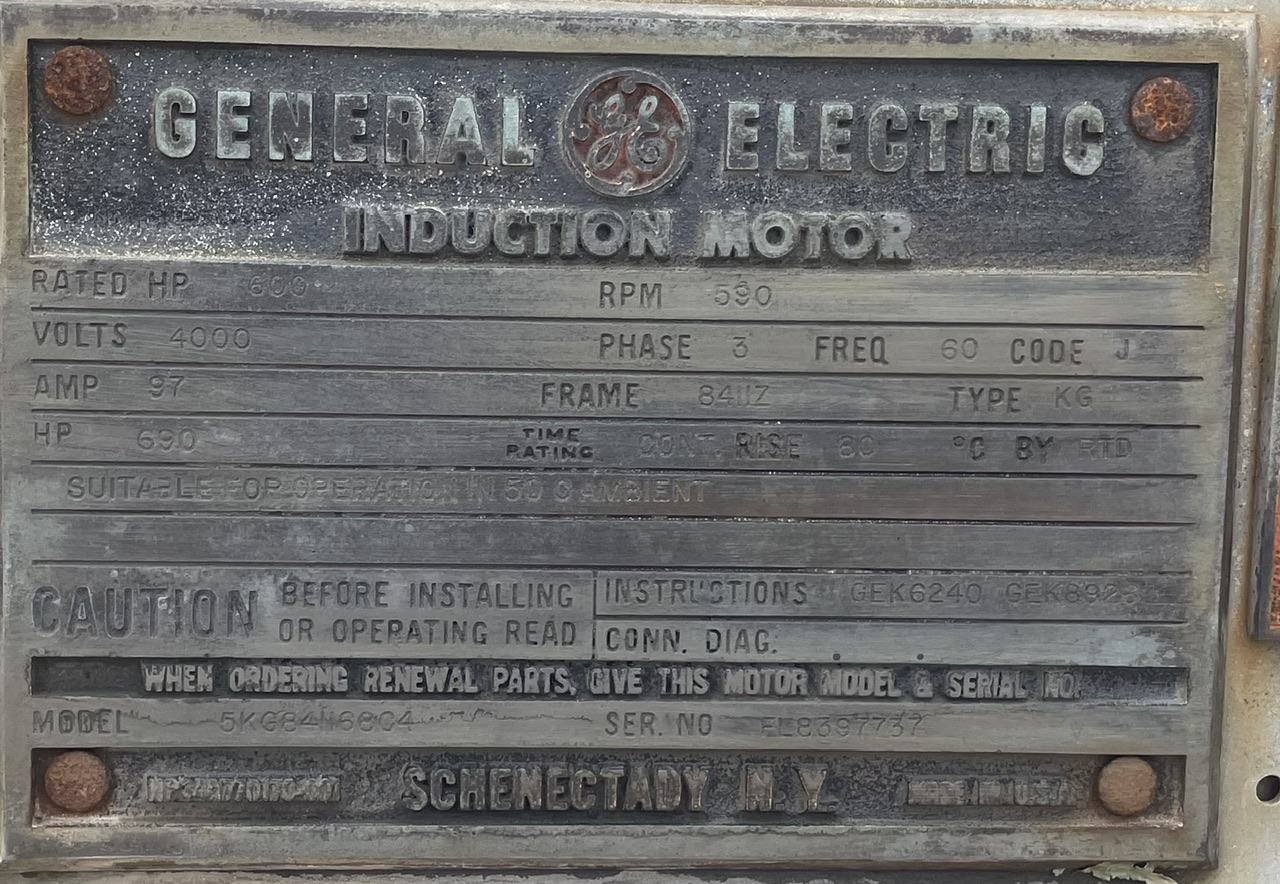 GENERAL GE ELECTRIC
INDUCTION MOTOR
RATED HP 600 RPM 590
VOLTS 4000 PHASE 3 FREQ 60 CODE J
AMP 97 FRAME 8411Z TYPE KG
HP 690 TIME RATING CONT. RISE 80 °C BY RTD
SUITABLE FOR OPERATION IN 50 C AMBIENT
CAUTION BEFORE INSTALLING OR OPERATING READ
INSTRUCTIONS GEK6240
CONN. DIAG.
WHEN ORDERING RENEWAL PARTS, GIVE THIS MOTOR MODEL & SERIAL NO.
MODEL SER. NO
SCHENECTADY N.Y. MADE IN U.S.A.